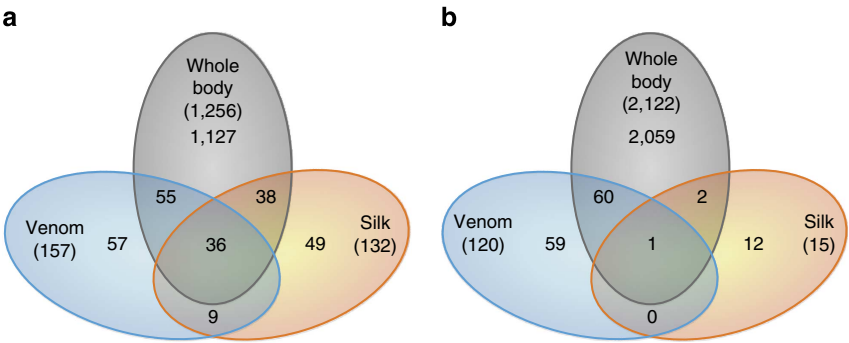 a
Whole
body
(1,256)
1,127
55
38
Venom
(157)
57
36
49
Silk
(132)
9
b
Whole
body
(2,122)
2,059
60
2
Venom
(120)
59
1
12
Silk
(15)
0